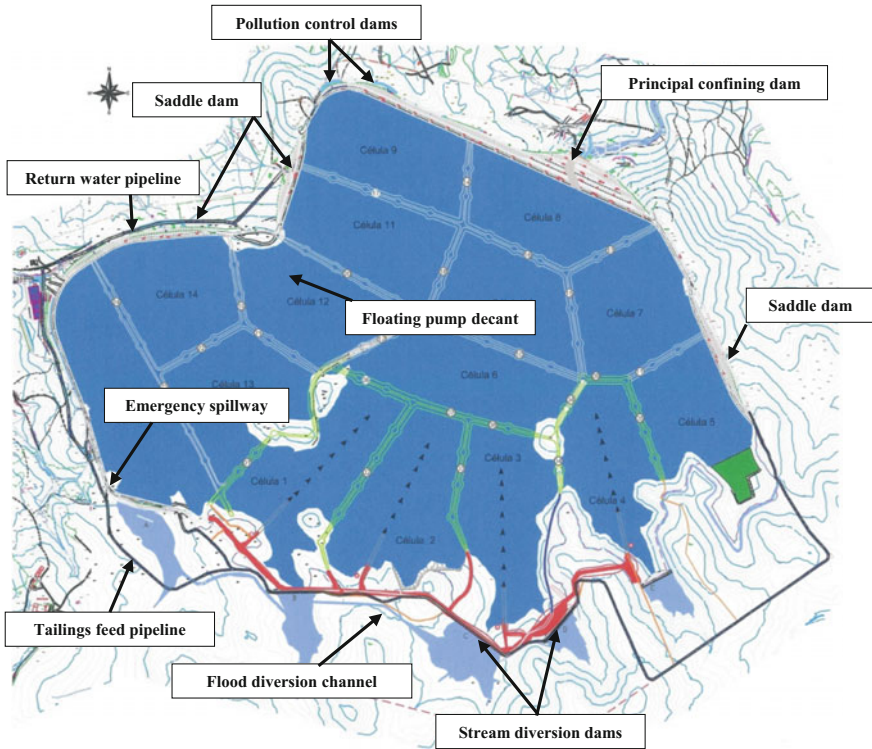 Pollution control dams
Principal confining dam
Saddle dam
Return water pipeline
Célula 9
Célula 8
Célula 11
Célula 14
Célula 12
Célula 7
Floating pump decant
Saddle dam
Célula 6
Célula 13
Emergency spillway
Célula 5
Célula 3
Célula 1
Célula 4
Célula 2
Tailings feed pipeline
Flood diversion channel
Stream diversion dams